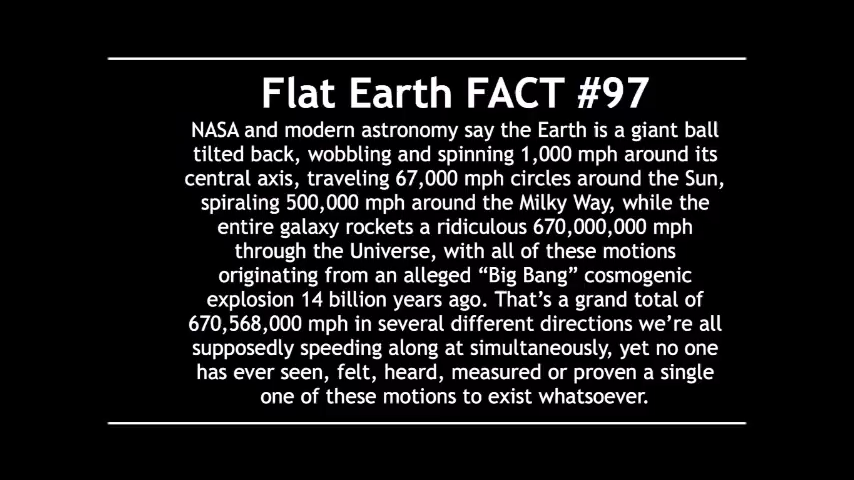 Flat Earth FACT #97
NASA and modern astronomy say the Earth is a giant ball
tilted back, wobbling and spinning 1,000 mph around its
central axis, traveling 67,000 mph circles around the Sun,
spiraling 500,000 mph around the Milky Way, while the
entire galaxy rockets a ridiculous 670,000,000 mph
through the Universe, with all of these motions
originating from an alleged “Big Bang” cosmogenic
explosion 14 billion years ago. That’s a grand total of
670,568,000 mph in several different directions we’re all
supposedly speeding along at simultaneously, yet no one
has ever seen, felt, heard, measured or proven a single
one of these motions to exist whatsoever.